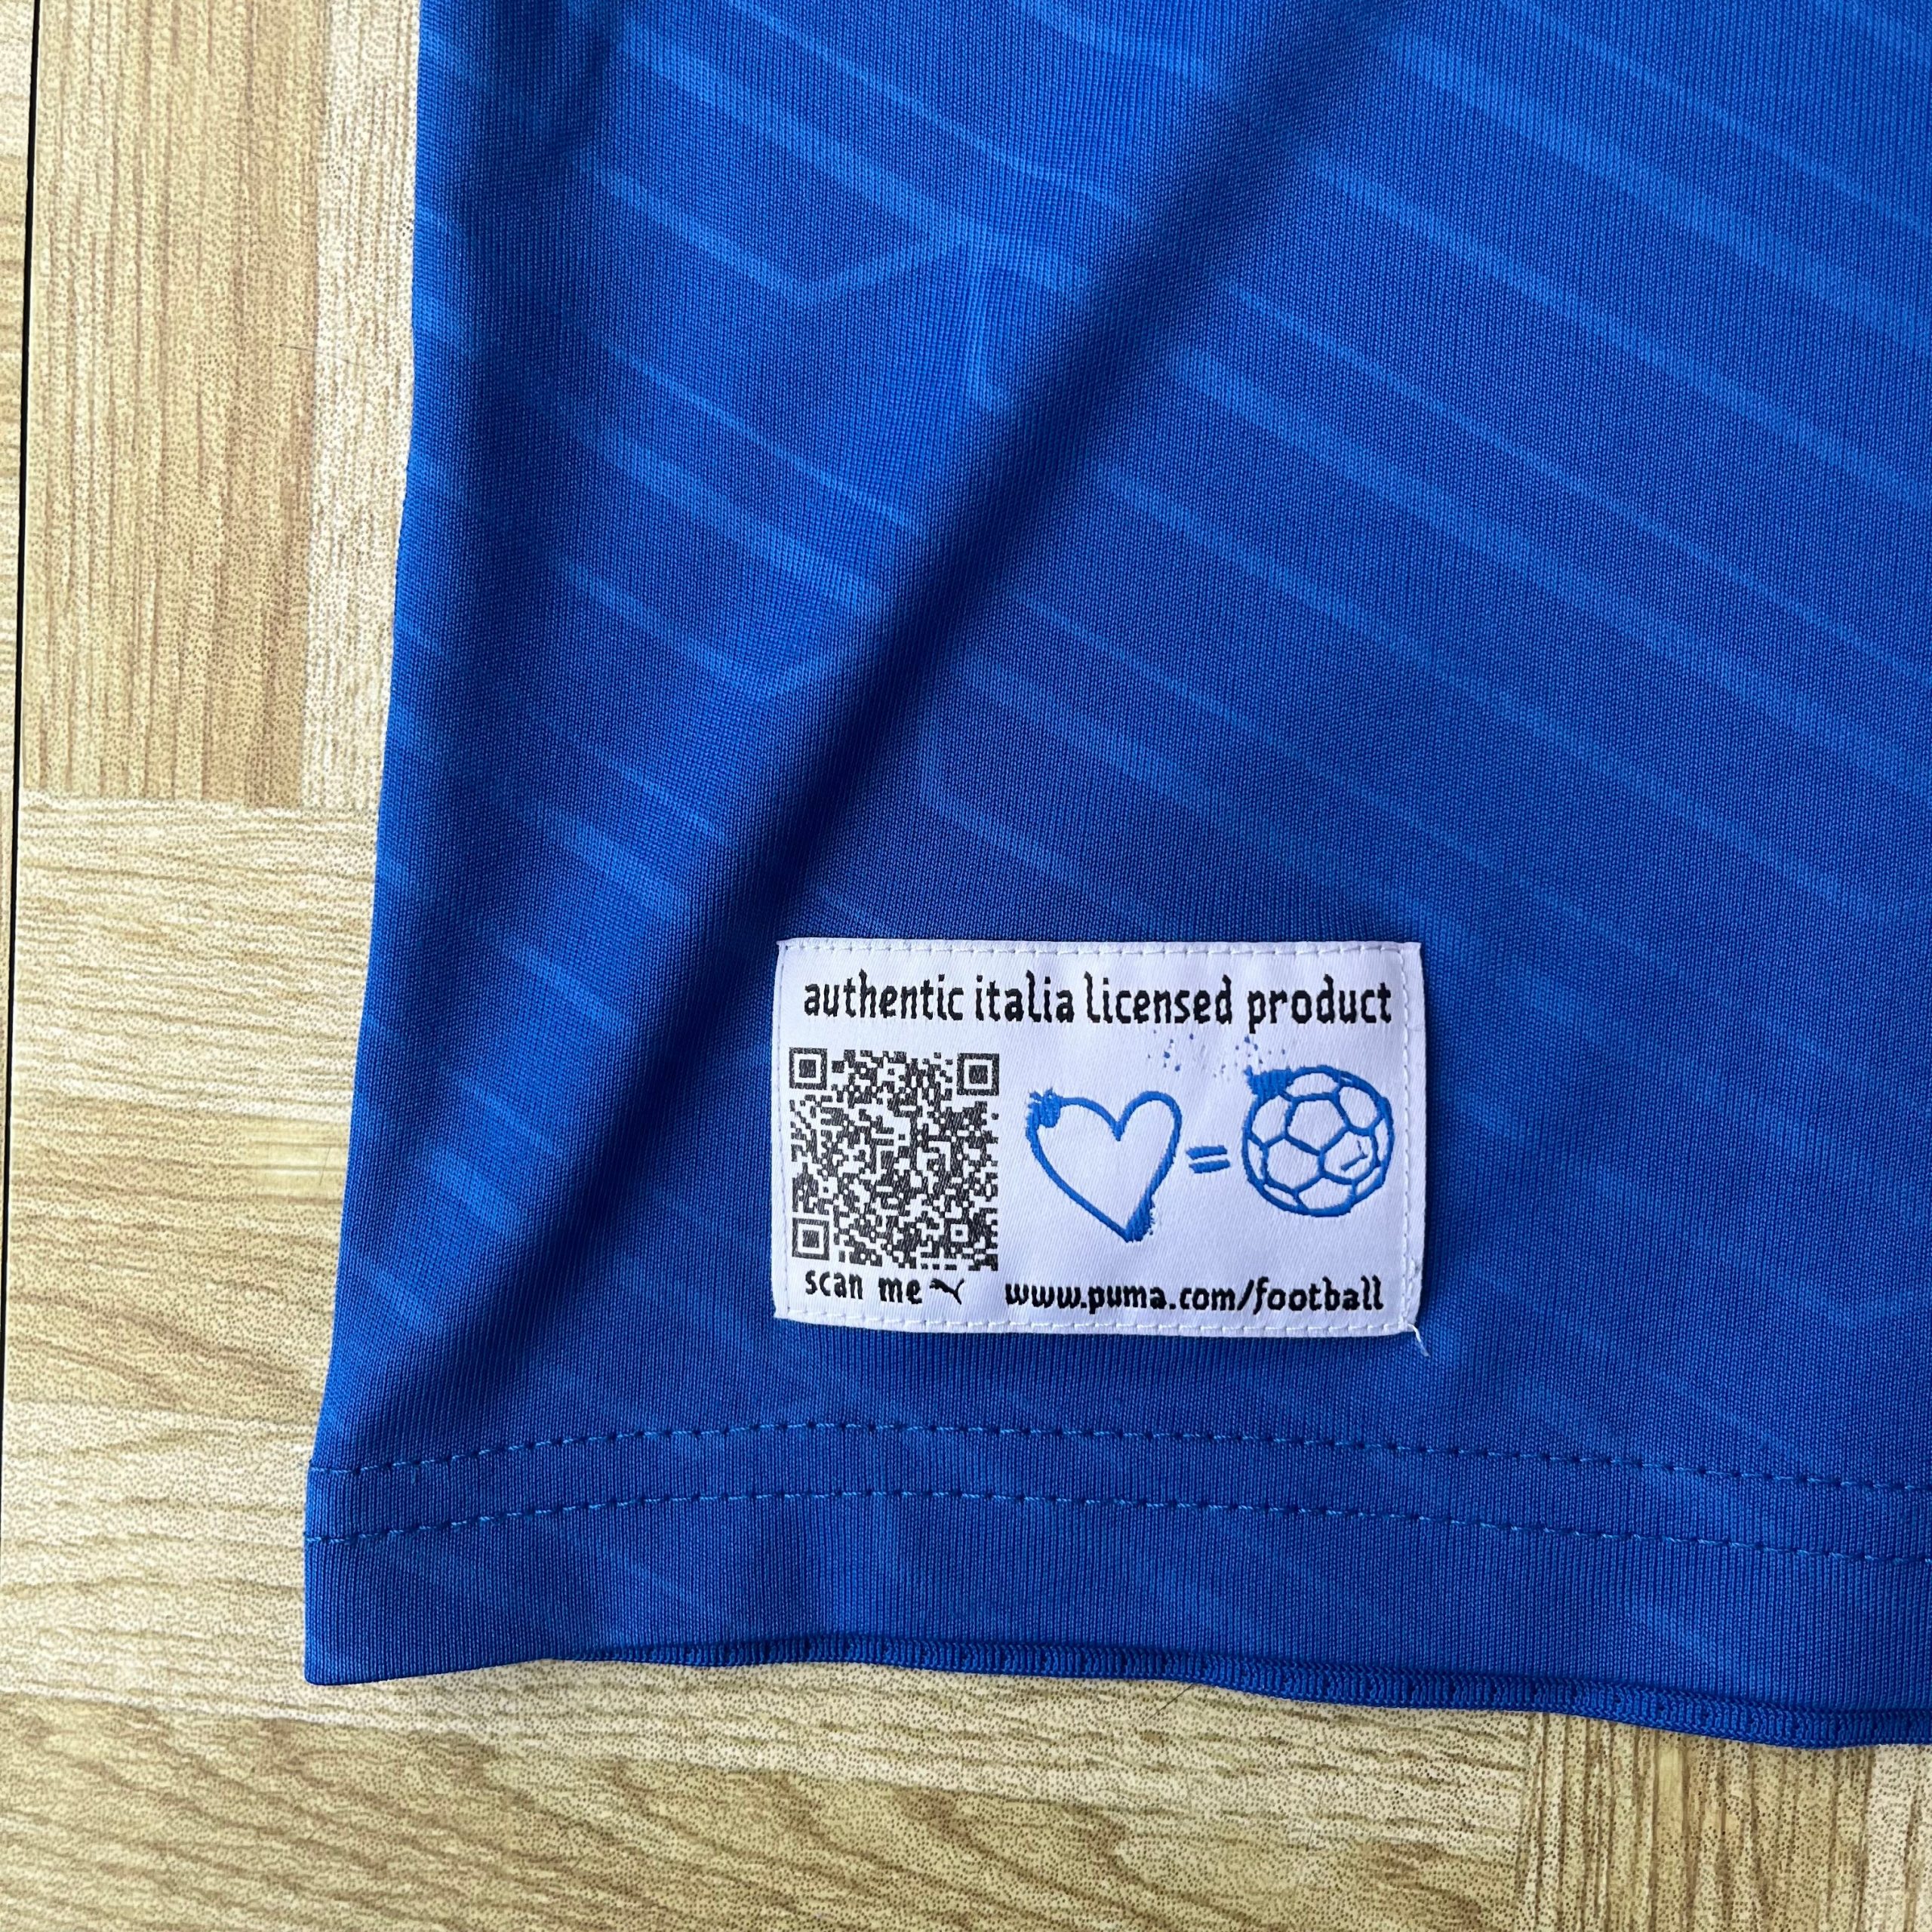 authentic italia licensed product
=
scan me
www.puma.com/football